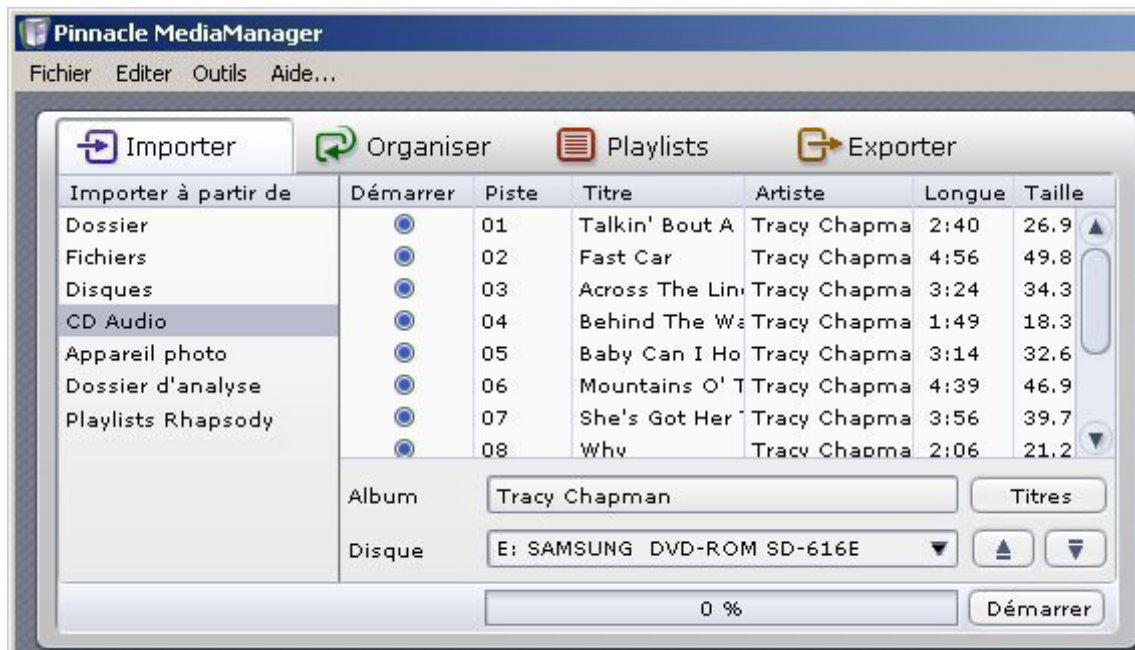 Pinnacle MediaManager
Fichier Editer Outils Aide...
Importer Organiser Playlists Exporter
Importer à partir de Démarrer Piste Titre Artiste Longue Taille
Dossier 01 Talkin' Bout A Tracy Chapma 2:40 26.9
Fichiers 02 Fast Car Tracy Chapma 4:56 49.8
Disques 03 Across The Lin Tracy Chapma 3:24 34.3
CD Audio 04 Behind The Wa Tracy Chapma 1:49 18.3
Appareil photo 05 Baby Can I Ho Tracy Chapma 3:14 32.6
Dossier d'analyse 06 Mountains O' T Tracy Chapma 4:39 46.9
Playlists Rhapsody 07 She's Got Her Tracy Chapma 3:56 39.7
08 Why Tracy Chapma 2:06 21.2
Album Tracy Chapman Titres
Disque E: SAMSUNG DVD-ROM SD-616E
0 % Démarrer